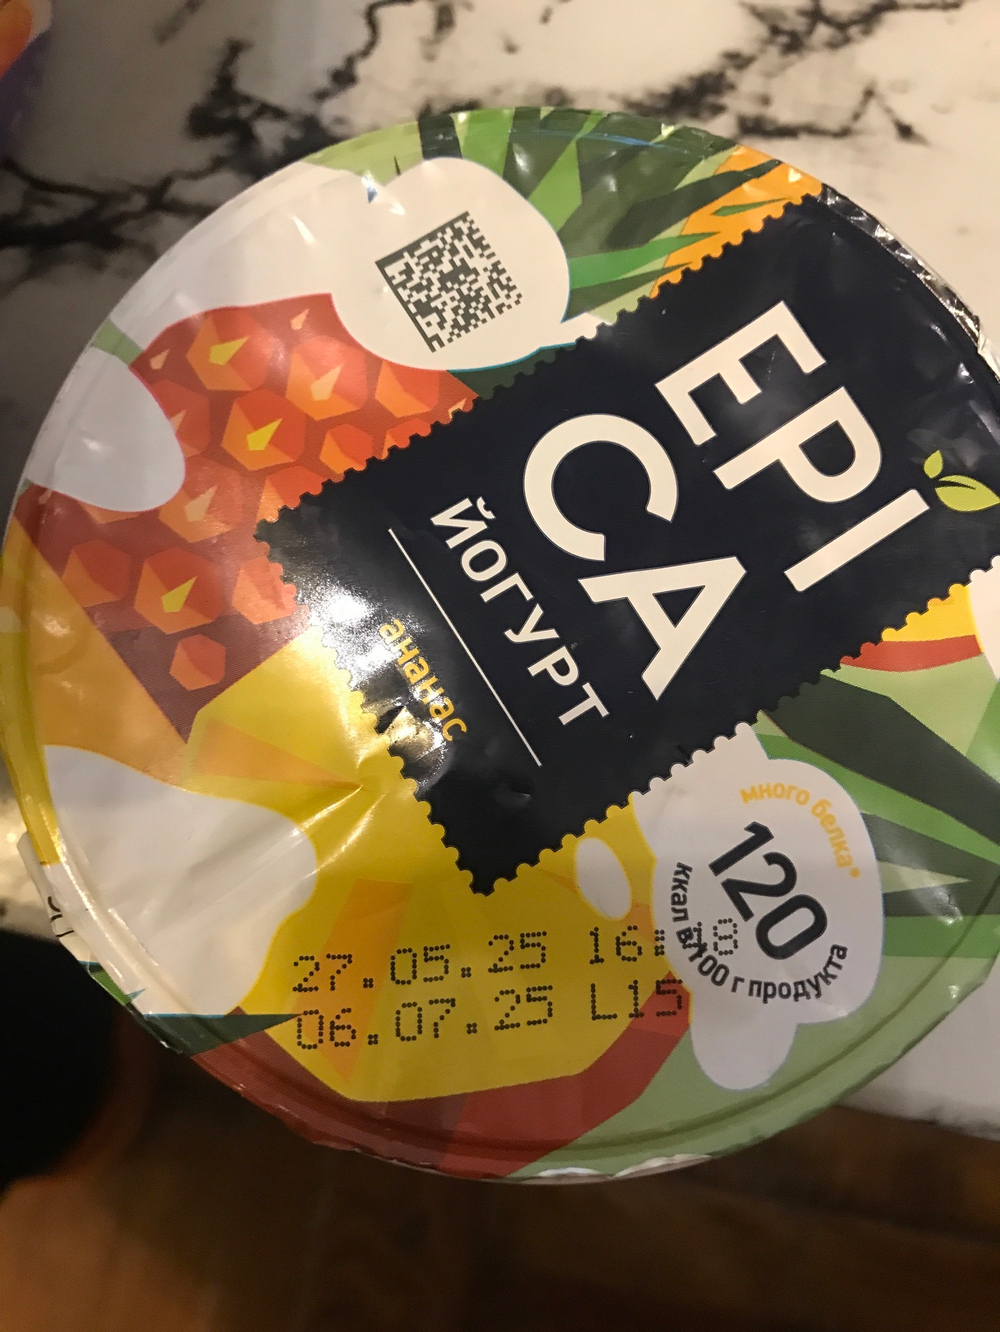 EPI
CA
йогурт
ананас
много белка*
120
ккал в 100 г продукта
27.05.25 16:18
06.07.25 L15